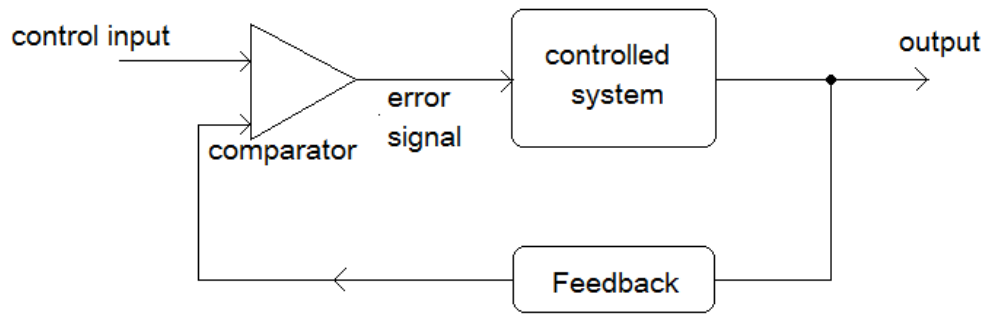 control input
controlled
system
output
error
signal
comparator
Feedback